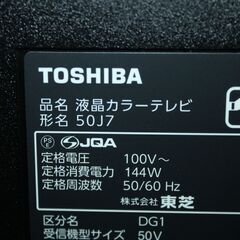 TOSHIBA
品名 液晶カラーテレビ
形名 50J7
PS E JQA
定格電圧 100V～
定格消費電力 144W
定格周波数 50/60 Hz
株式会社 東芝
区分名 DG1
受信機型サイズ 50V